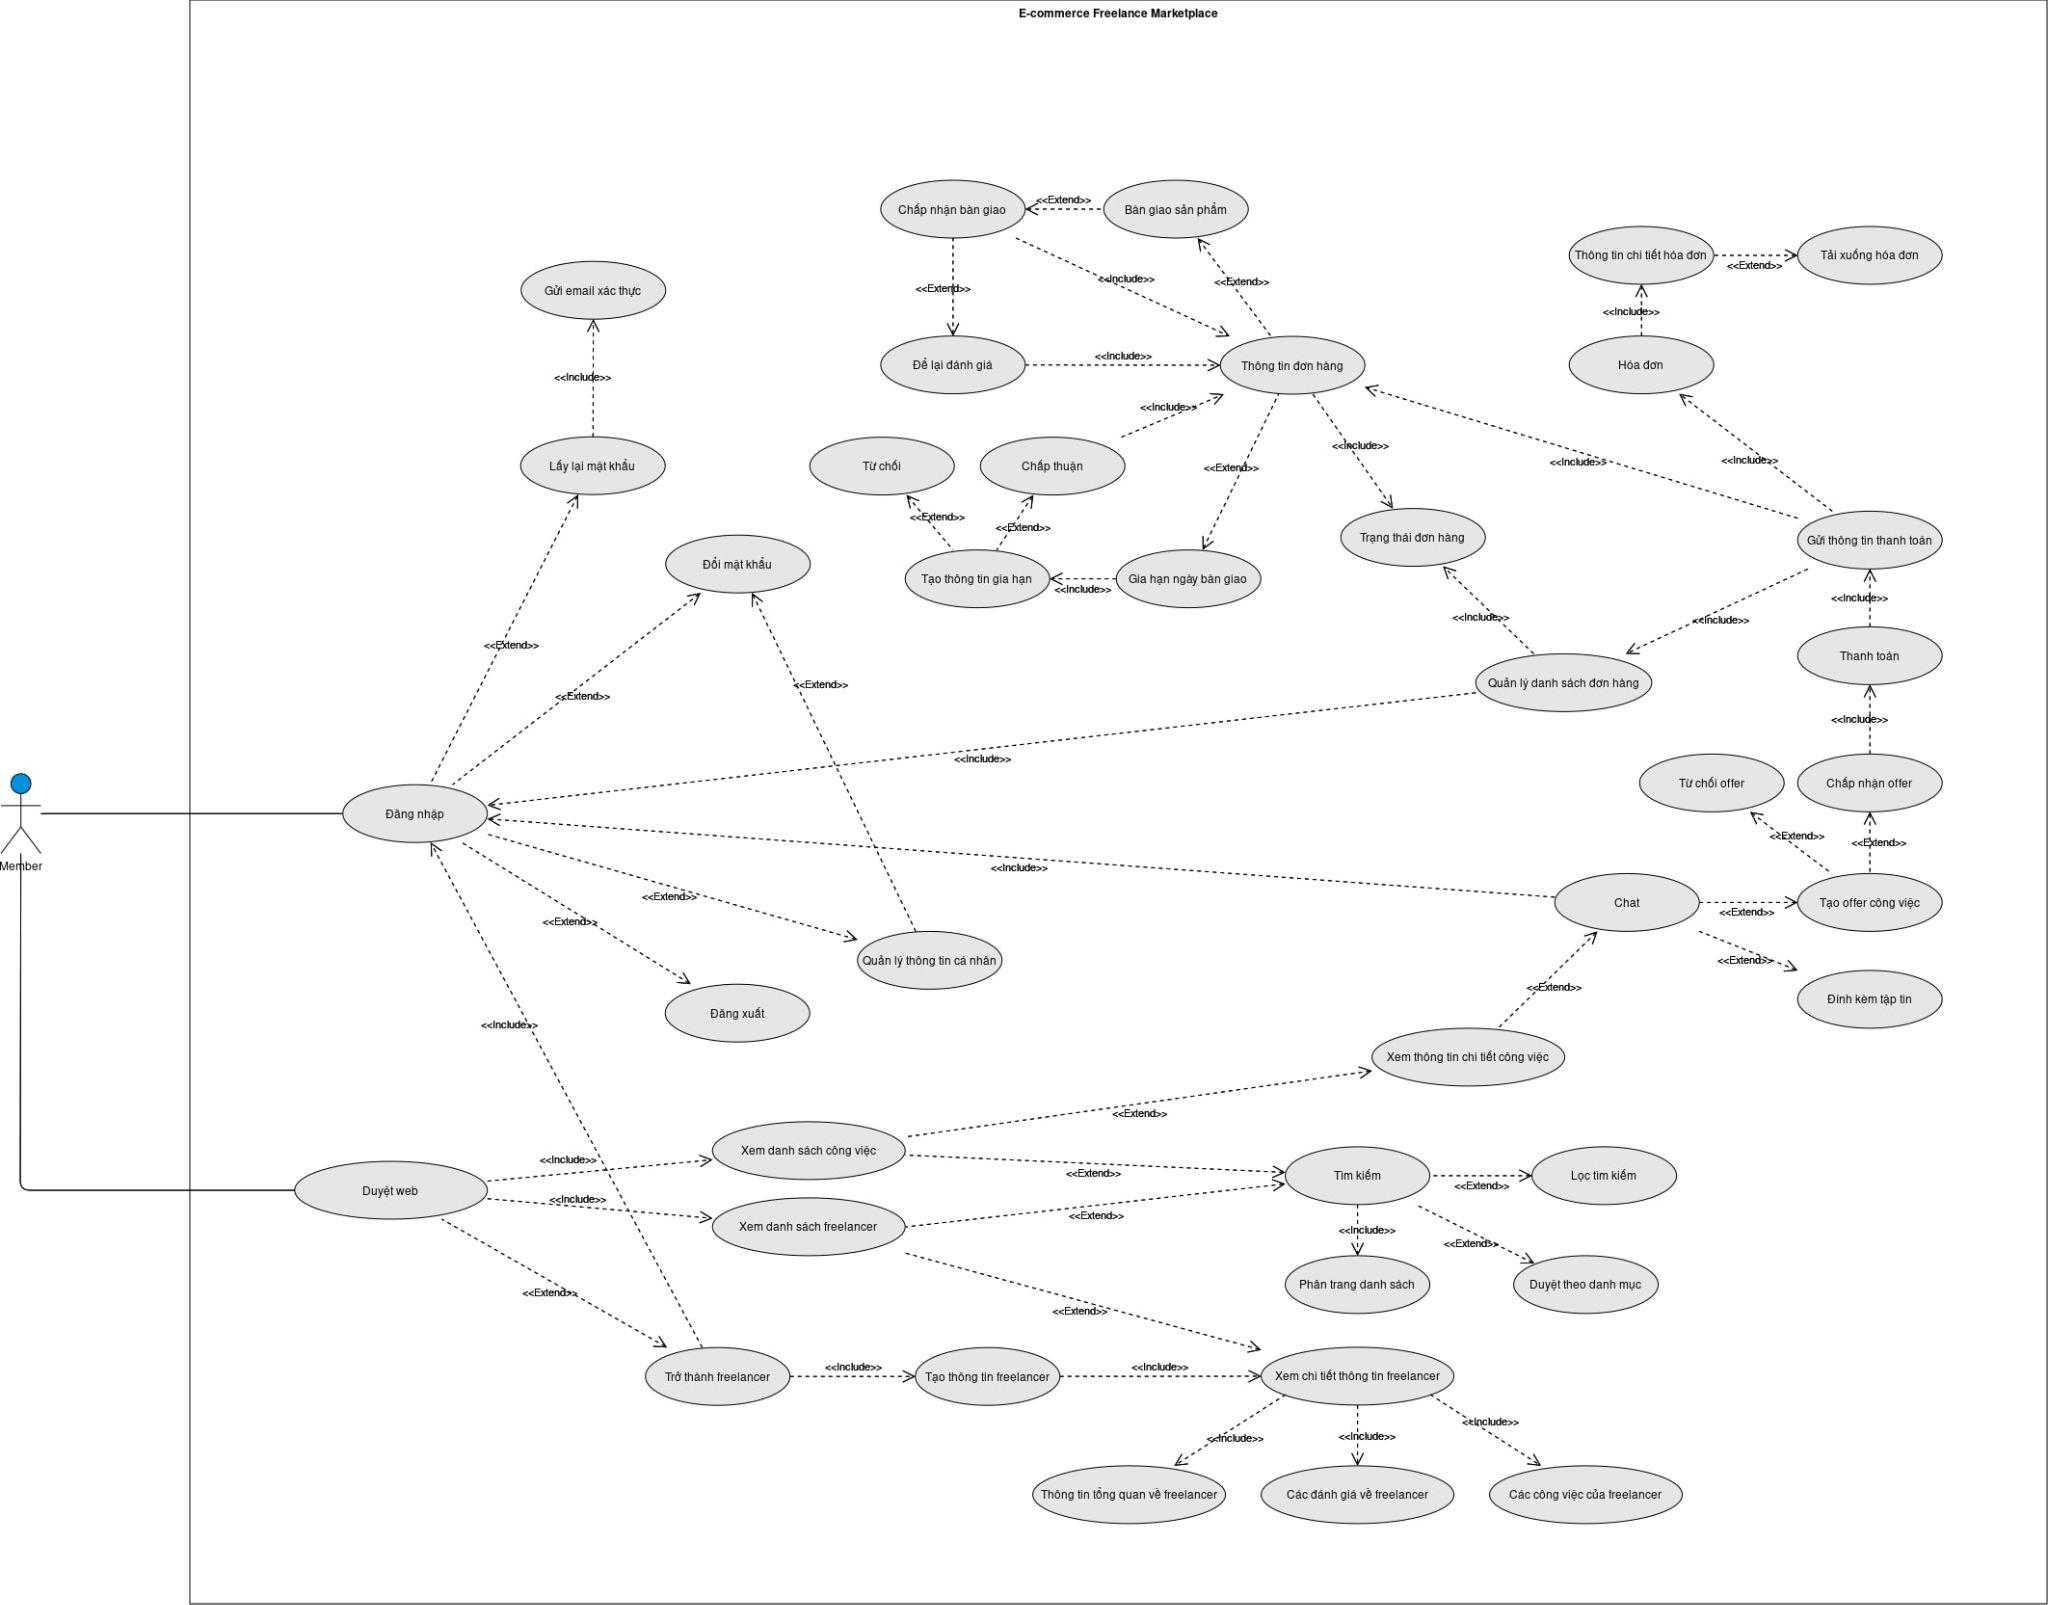 E-commerce Freelance Marketplace
Chấp nhận bàn giao
<<Extend>>
Bàn giao sản phẩm
Thông tin chi tiết hóa đơn
<<Extend>>
Tải xuống hóa đơn
Gửi email xác thực
<<Extend>>
<<Include>>
<<Extend>>
<<Include>>
Để lại đánh giá
<<Include>>
Thông tin đơn hàng
Hóa đơn
<<Include>>
<<Include>>
Lấy lại mật khẩu
Từ chối
Chấp thuận
<<Extend>>
<<Include>>
<<Include>>
<<Include>>
<<Extend>>
<<Extend>>
Trạng thái đơn hàng
Gửi thông tin thanh toán
Đổi mật khẩu
Tạo thông tin gia hạn
<<Include>>
Gia hạn ngày bàn giao
<<Include>>
<<Include>>
<<Include>>
<<Extend>>
Thanh toán
<<Extend>>
<<Extend>>
Quản lý danh sách đơn hàng
<<Include>>
<<Include>>
Từ chối offer
Chấp nhận offer
Member
Đăng nhập
<<Extend>>
<<Extend>>
<<Include>>
<<Extend>>
<<Extend>>
Chat
<<Extend>>
Tạo offer công việc
Quản lý thông tin cá nhân
<<Extend>>
Đính kèm tập tin
Đăng xuất
<<Include>>
<<Extend>>
Xem thông tin chi tiết công việc
<<Extend>>
Xem danh sách công việc
<<Include>>
<<Extend>>
Tìm kiếm
<<Extend>>
Lọc tìm kiếm
Duyệt web
<<Include>>
Xem danh sách freelancer
<<Extend>>
<<Include>>
<<Extend>>
Phân trang danh sách
Duyệt theo danh mục
<<Extend>>
<<Extend>>
Trở thành freelancer
<<Include>>
Tạo thông tin freelancer
<<Include>>
Xem chi tiết thông tin freelancer
<<Include>>
<<Include>>
<<Include>>
Thông tin tổng quan về freelancer
Các đánh giá về freelancer
Các công việc của freelancer